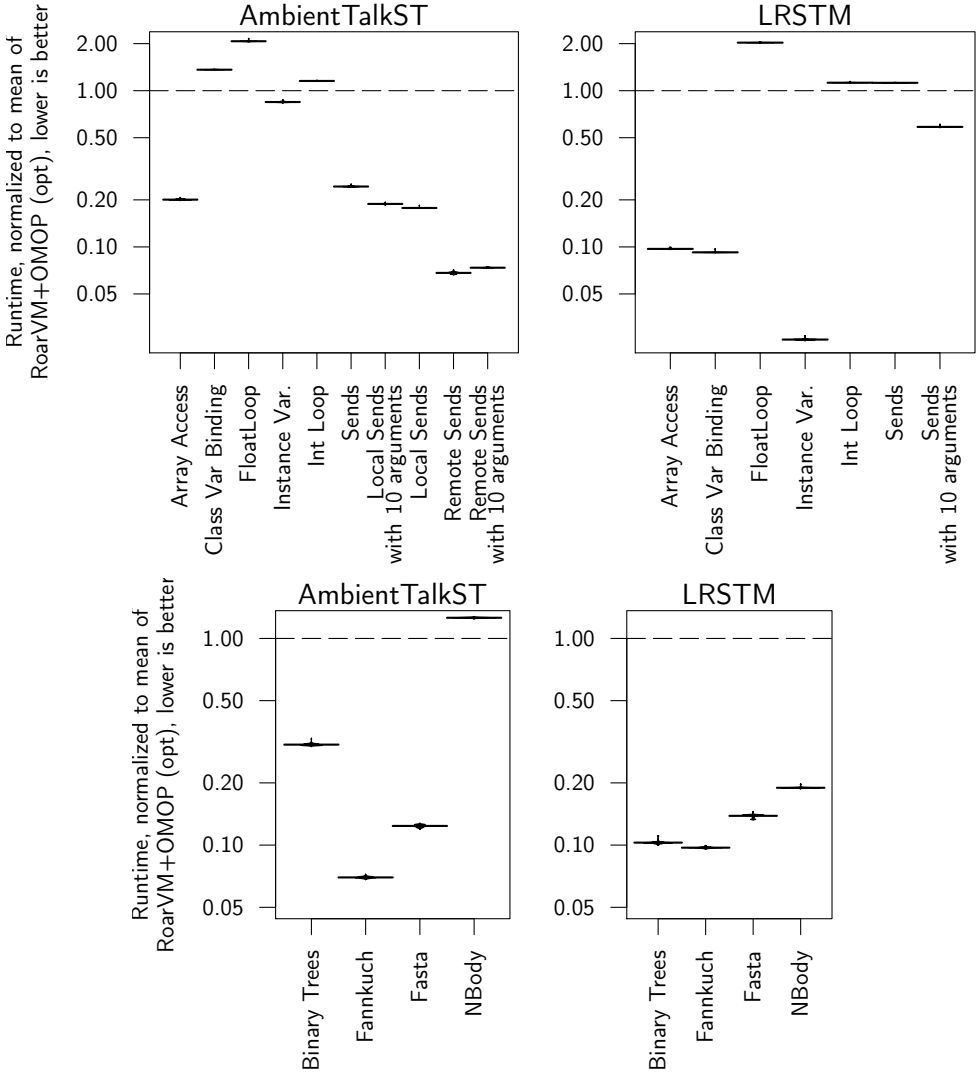 AmbientTalkST
LRSTM
Runtime, normalized to mean of
RoarVM+OMOP (opt), lower is better
2.00
1.00
0.50
0.20
0.10
0.05
2.00
1.00
0.50
0.20
0.10
0.05
Array Access
Class Var Binding
FloatLoop
Instance Var.
Int Loop
Sends
Local Sends
with 10 arguments
Local Sends
Remote Sends
Remote Sends
with 10 arguments
Array Access
Class Var Binding
FloatLoop
Instance Var.
Int Loop
Sends
Sends
with 10 arguments
AmbientTalkST
LRSTM
Runtime, normalized to mean of
RoarVM+OMOP (opt), lower is better
1.00
0.50
0.20
0.10
0.05
1.00
0.50
0.20
0.10
0.05
Binary Trees
Fannkuch
Fasta
NBody
Binary Trees
Fannkuch
Fasta
NBody